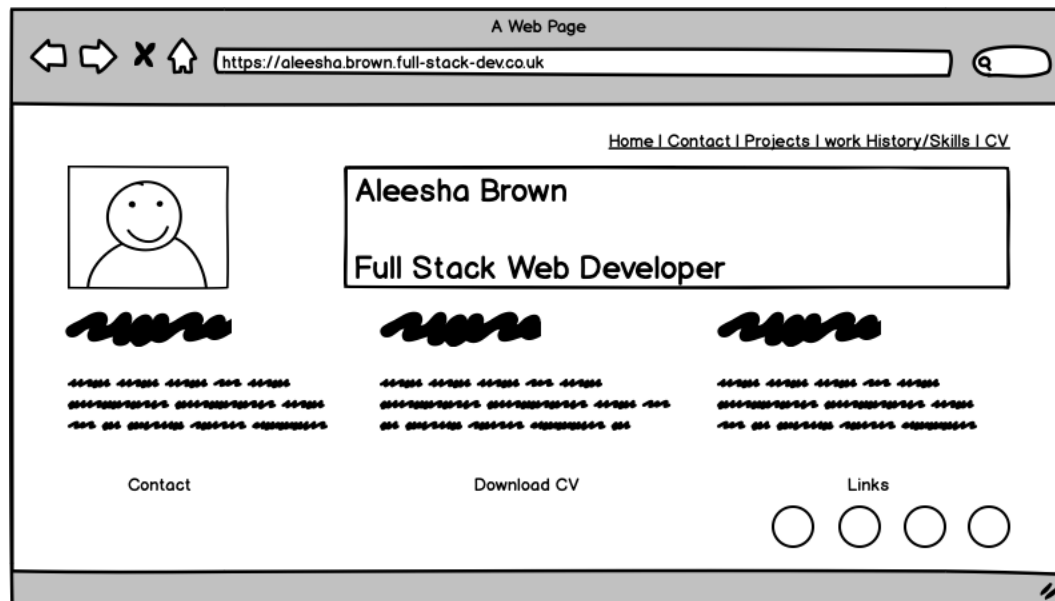 A Web Page
https://aleesha.brown.full-stack-dev.co.uk
Home | Contact | Projects | work History/Skills | CV
Aleesha Brown
Full Stack Web Developer
Contact
Download CV
Links